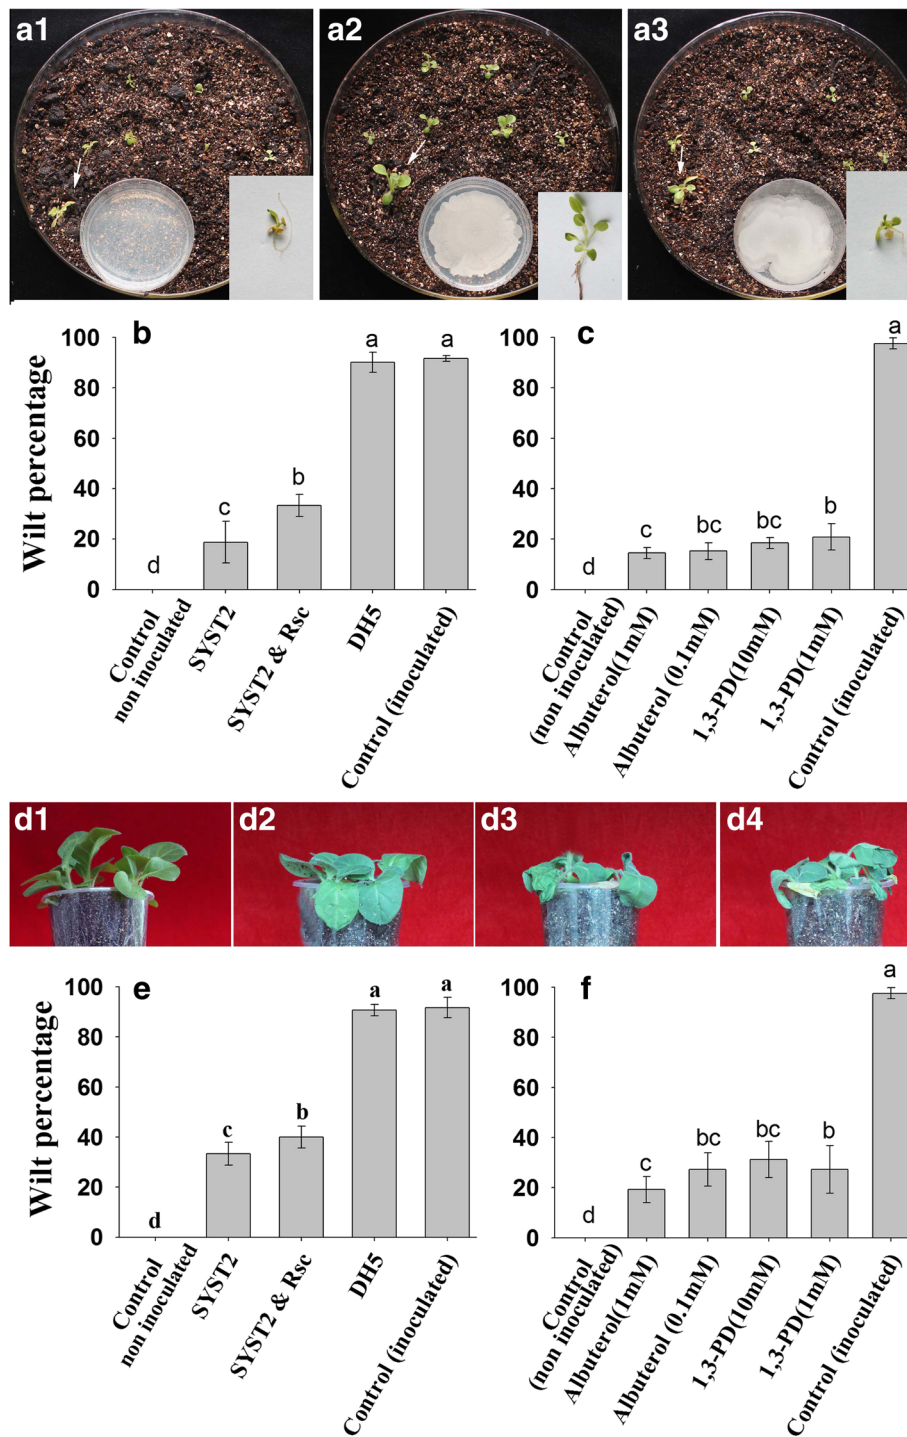 a1
a2
a3
b
c
Wilt percentage
100
80
60
40
20
0
d
c
b
a
a
Control
non inoculated
SYST2
SYST2 & Rsc
DH5
Control (inoculated)
100
80
60
40
20
0
d
c
bc
bc
b
a
Control
(non inoculated)
Albuterol(1mM)
Albuterol (0.1mM)
1,3-PD(10mM)
1,3-PD(1mM)
Control (inoculated)
d1
d2
d3
d4
e
f
Wilt percentage
100
80
60
40
20
0
d
c
b
a
a
Control
non inoculated
SYST2
SYST2 & Rsc
DH5
Control (inoculated)
100
80
60
40
20
0
d
c
bc
bc
b
a
Control
(non inoculated)
Albuterol(1mM)
Albuterol (0.1mM)
1,3-PD(10mM)
1,3-PD(1mM)
Control (inoculated)